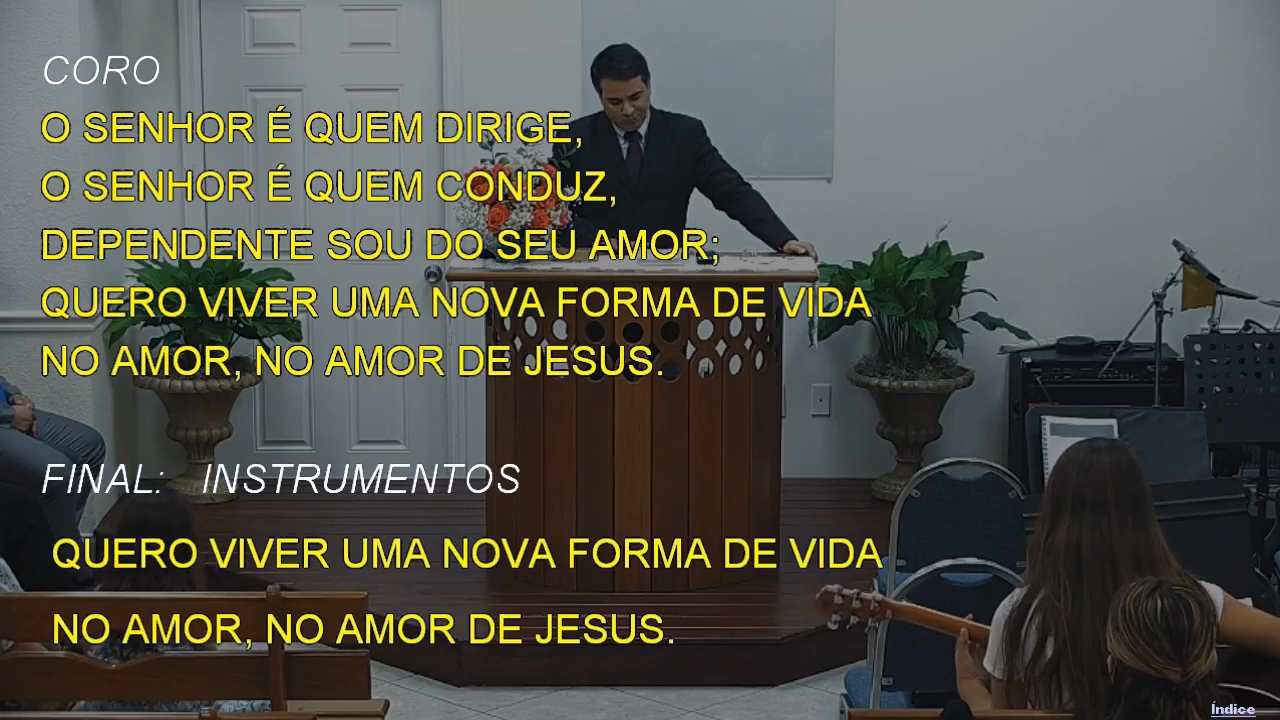 CORO
O SENHOR É QUEM DIRIGE,
O SENHOR É QUEM CONDUZ,
DEPENDENTE SOU DO SEU AMOR;
QUERO VIVER UMA NOVA FORMA DE VIDA
NO AMOR, NO AMOR DE JESUS.
FINAL: INSTRUMENTOS
QUERO VIVER UMA NOVA FORMA DE VIDA
NO AMOR, NO AMOR DE JESUS.
Índice